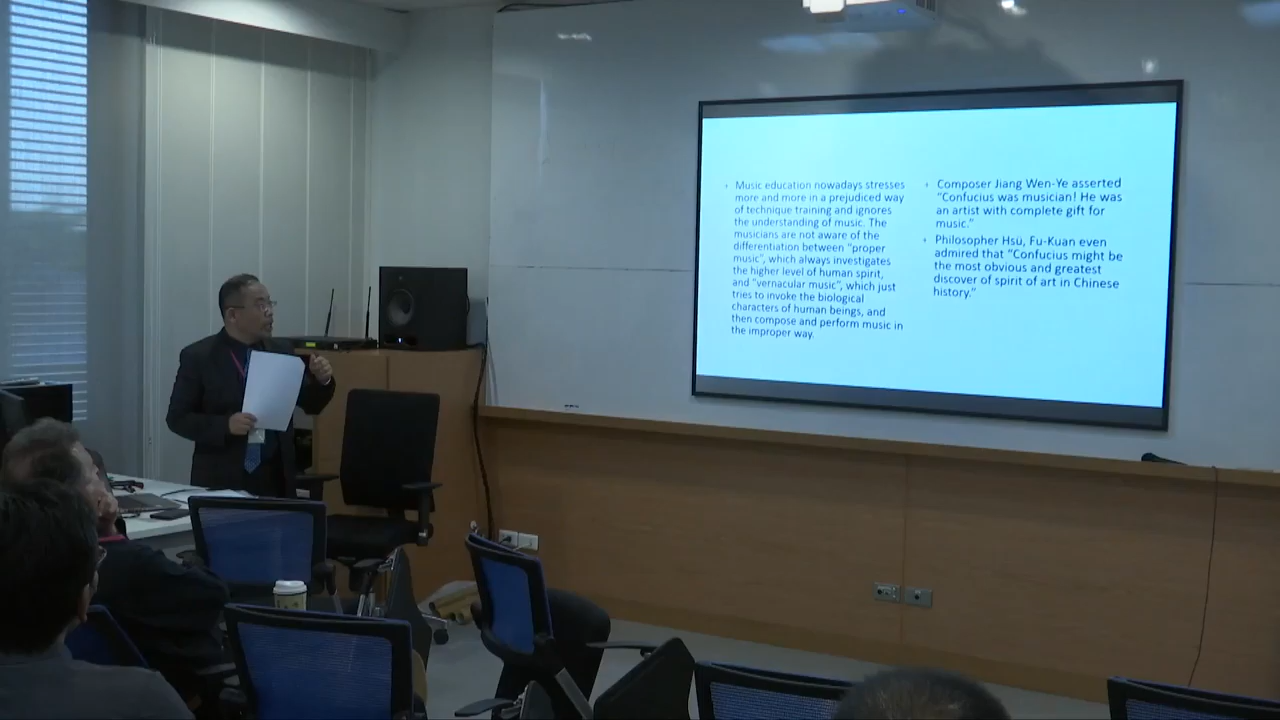 Music education nowadays stresses
more and more in a prejudiced way
of technique training and ignores
the understanding of music. The
musicians are not aware of the
differentiation between "proper
music", which always investigates
the higher level of human spirit,
and "vernacular music", which just
tries to invoke the biological
characters of human beings, and
then compose and perform music in
the improper way.
Composer Jiang Wen-Ye asserted
"Confucius was musician! He was
an artist with complete gift for
music."
Philosopher Hsü, Fu-Kuan even
admired that "Confucius might be
the most obvious and greatest
discover of spirit of art in Chinese
history."